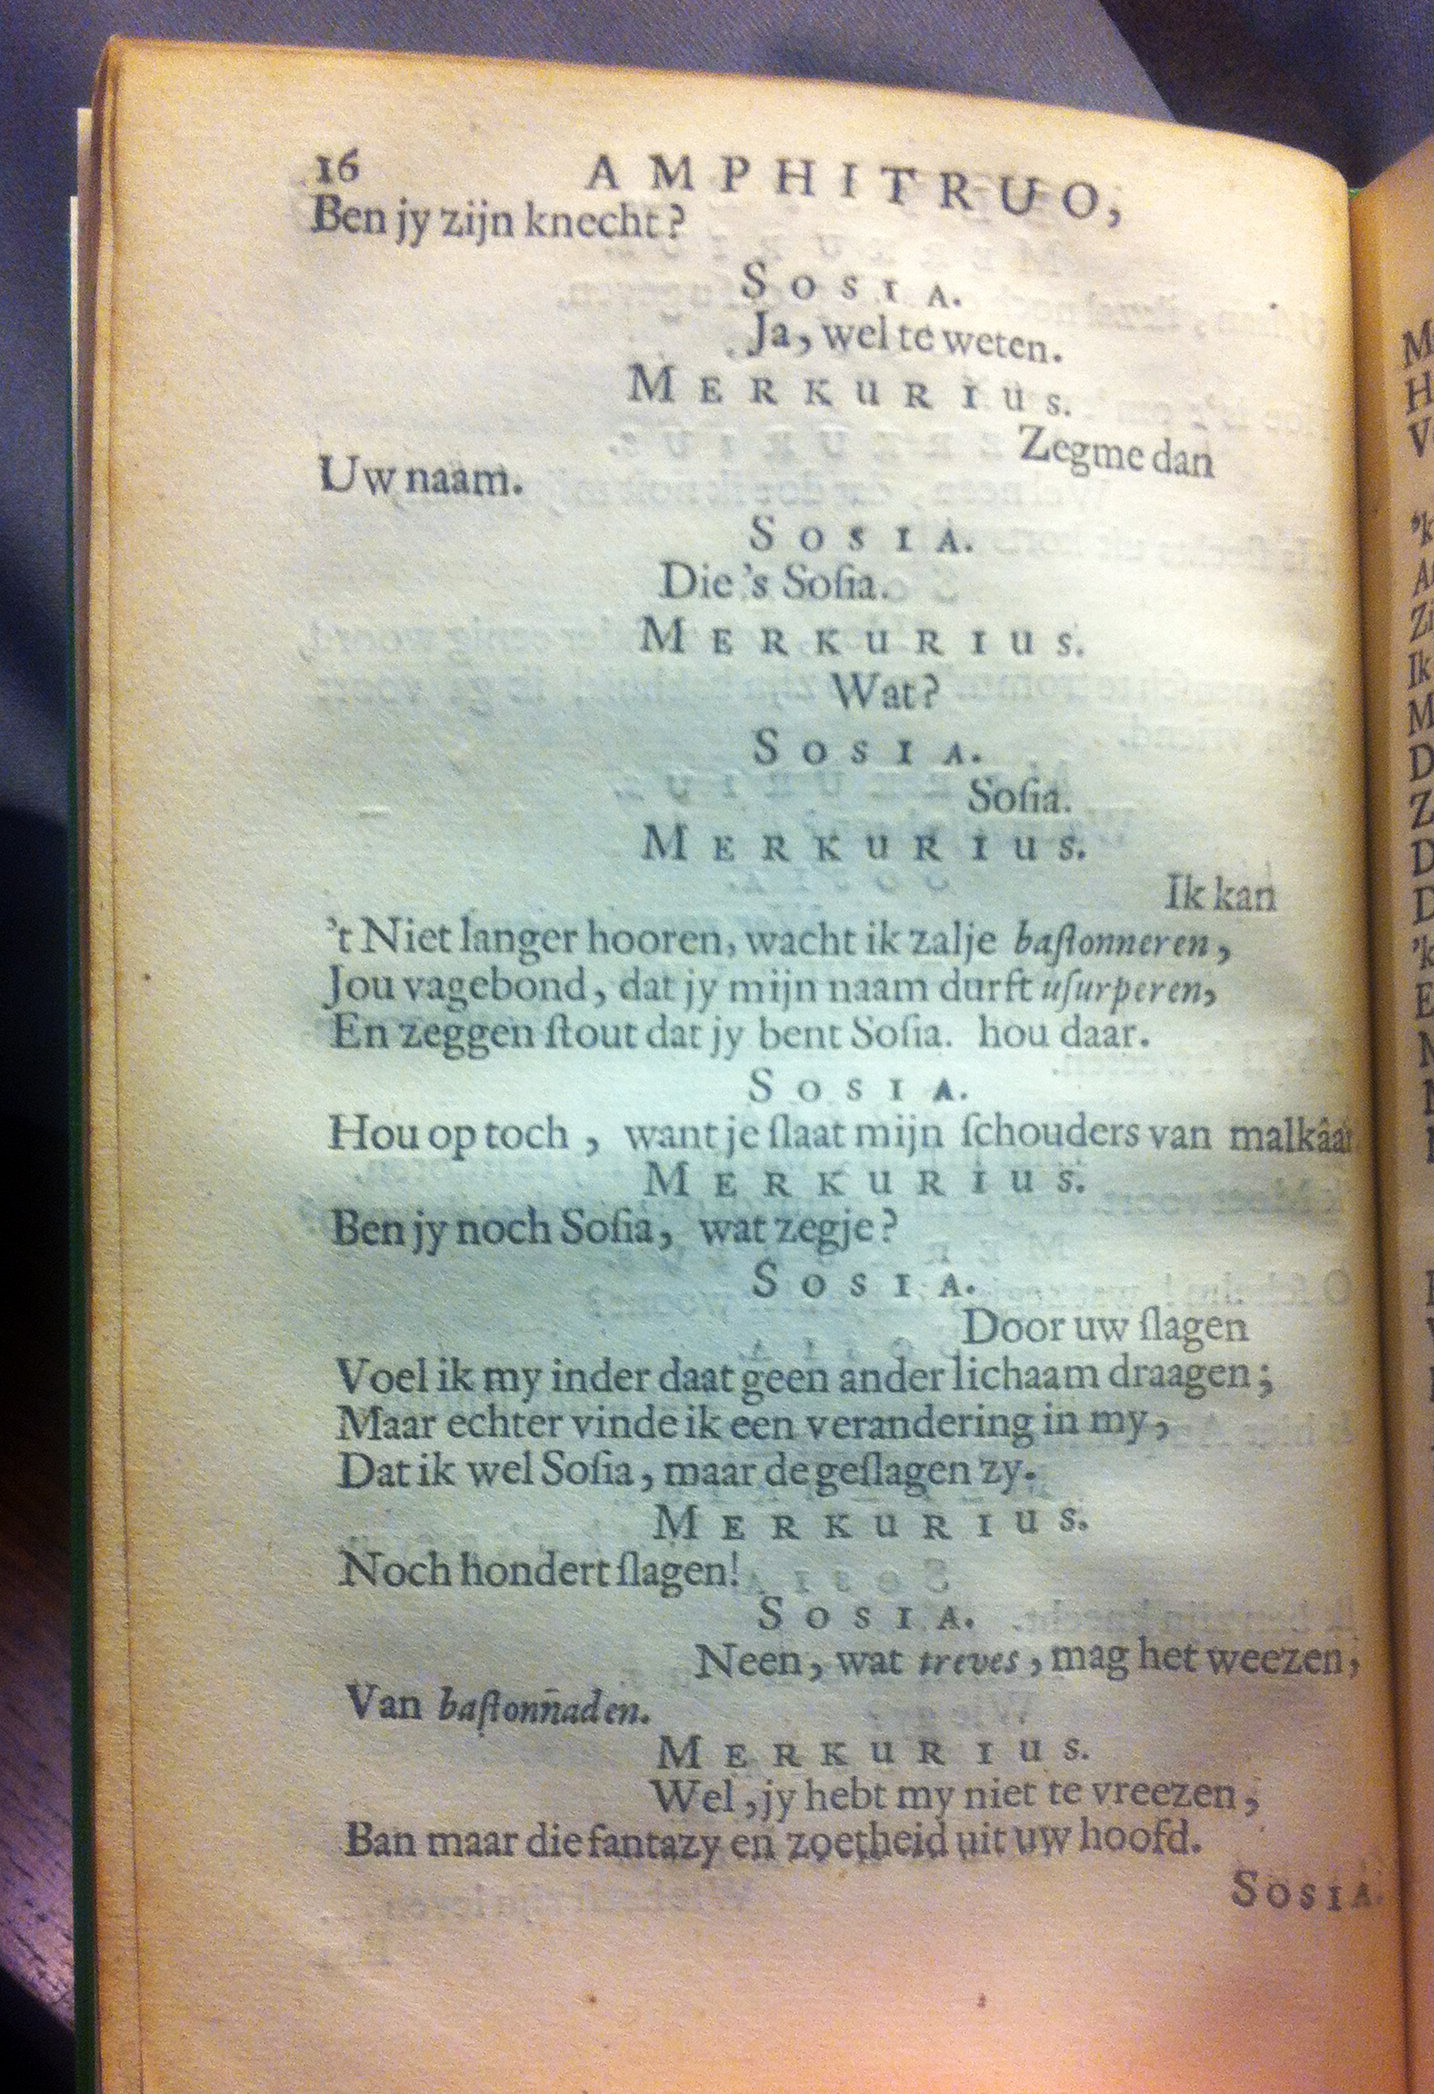 16 AMPHITRUO,
Ben jy zijn knecht?
SOSIA.
Ja, wel te weten.
MERKURIUS.
Zegme dan
Uw naam.
SOSIA.
Die 's Soſia.
MERKURIUS.
Wat?
SOSIA.
Soſia.
MERKURIUS.
Ik kan
't Niet langer hooren, wacht ik zalje baſtonneren,
Jou vagebond, dat jy mijn naam durft uſurperen,
En zeggen ſtout dat jy bent Soſia. hou daar.
SOSIA.
Hou op toch, want je ſlaat mijn ſchouders van malkâar
MERKURIUS.
Ben jy noch Soſia, wat zegje?
SOSIA.
Door uw ſlagen
Voel ik my inder daat geen ander lichaam draagen;
Maar echter vinde ik een verandering in my,
Dat ik wel Soſia, maar de geſlagen zy.
MERKURIUS.
Noch hondert ſlagen!
SOSIA.
Neen, wat treves, mag het weezen,
Van baſtonñaden.
MERKURIUS.
Wel, jy hebt my niet te vreezen,
Ban maar die fantazy en zoetheid uit uw hoofd.
SOSIA.